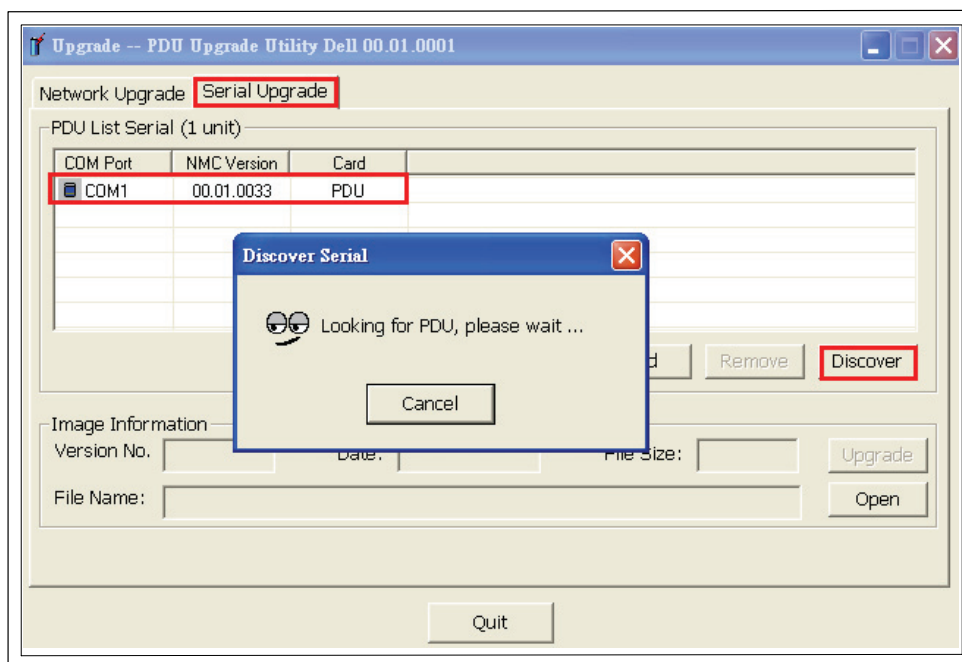 Upgrade -- PDU Upgrade Utility Dell 00.01.0001
Network Upgrade Serial Upgrade
PDU List Serial (1 unit)
COM Port NMC Version Card
COM1 00.01.0033 PDU
Discover Serial
Looking for PDU, please wait ...
Cancel
Remove Discover
Image Information
Version No. Date: File Size: Upgrade
File Name: Open
Quit